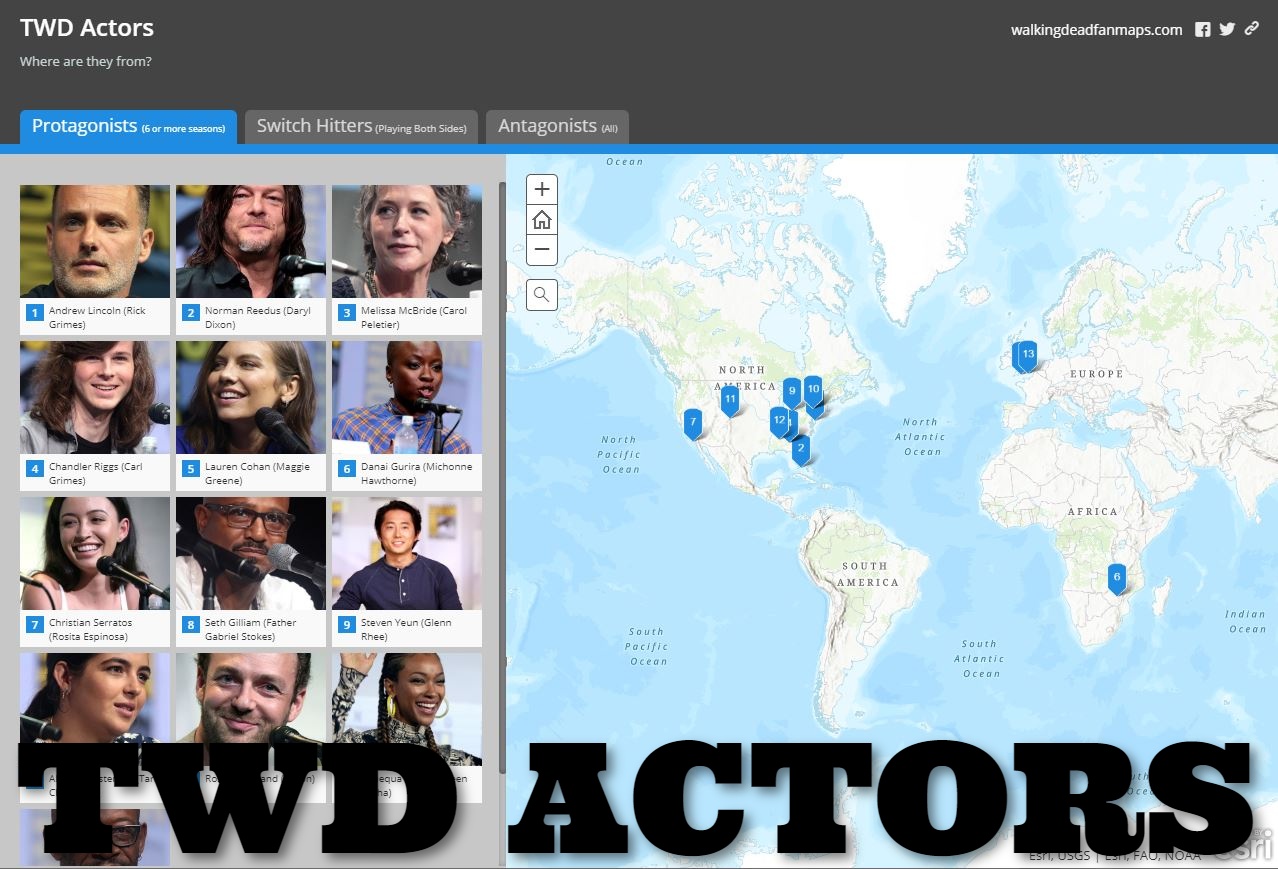 TWD Actors
walkingdeadfanmaps.com
Where are they from?
Protagonists (6 or more seasons)
Switch Hitters (Playing Both Sides)
Antagonists (All)
1 Andrew Lincoln (Rick
Grimes)
2 Norman Reedus (Daryl
Dixon)
3 Melissa McBride (Carol
Peletier)
4 Chandler Riggs (Carl
Grimes)
5 Lauren Cohan (Maggie
Greene)
6 Danai Gurira (Michonne
Hawthorne)
7 Christian Serratos
(Rosita Espinosa)
8 Seth Gilliam (Father
Gabriel Stokes)
9 Steven Yeun (Glenn
Rhee)
Ocean
NORTH
AMERICA
EUROPE
North
Pacific
Ocean
North
Atlantic
Ocean
AFRICA
SOUTH
AMERICA
Indian
Ocean
South
Pacific
Ocean
South
Atlantic
Ocean
13
9
10
11
7
12
2
6
TWD ACTORS
Esri, USGS | Esri, FAO, NOAA
esri